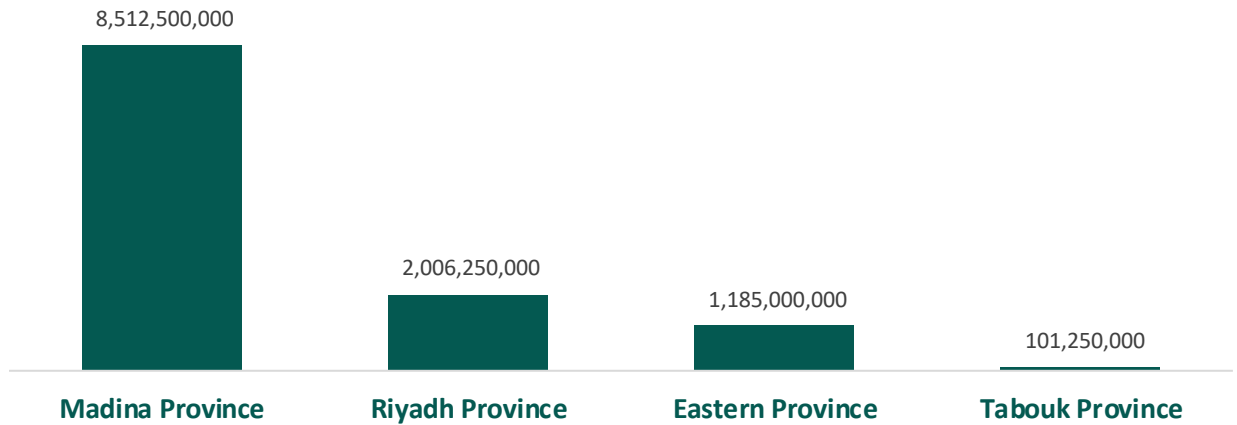 8,512,500,000
2,006,250,000
1,185,000,000
101,250,000
Madina Province
Riyadh Province
Eastern Province
Tabouk Province